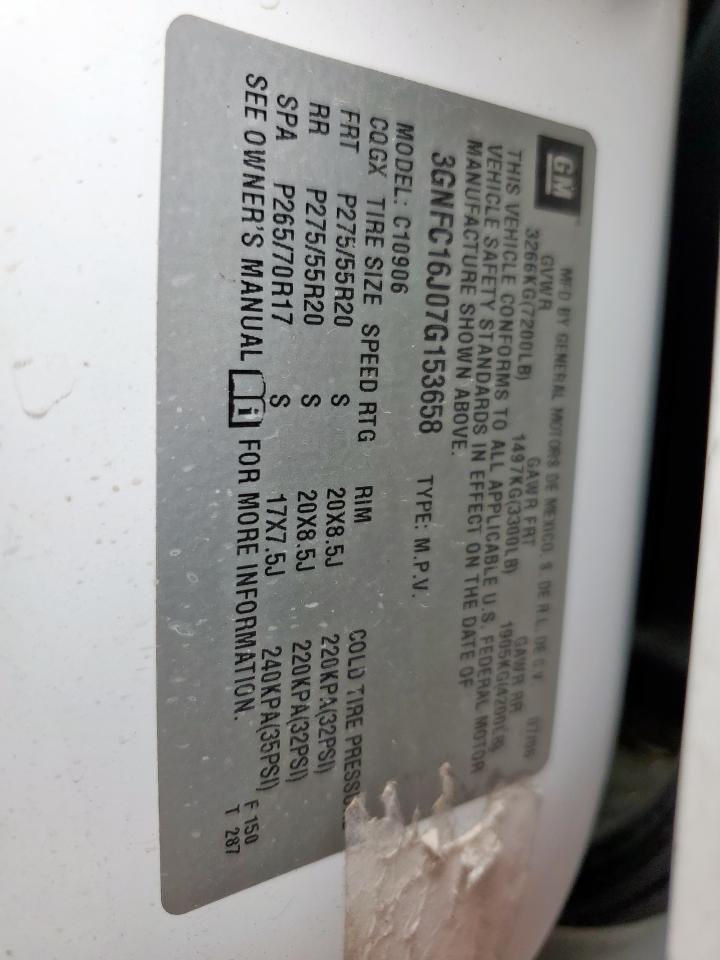 GM
MFD BY GENERAL MOTORS DE MEXICO, S. DE R.L. DE C.V. 07/06
GVWR GAWR FRT GAWR RR
3266KG(7200LB) 1497KG(3300LB) 1905KG(4200LB)
THIS VEHICLE CONFORMS TO ALL APPLICABLE U.S. FEDERAL MOTOR
VEHICLE SAFETY STANDARDS IN EFFECT ON THE DATE OF
MANUFACTURE SHOWN ABOVE.
3GNFC16J07G153658 TYPE: M.P.V.
MODEL: C10906
CQGX TIRE SIZE SPEED RTG RIM COLD TIRE
FRT P275/55R20 S 20X8.5J 220KPA(32PSI)
RR P275/55R20 S 20X8.5J 220KPA(32PSI)
SPA P265/70R17 S 17X7.5J 240KPA(35PSI)
SEE OWNER'S MANUAL i FOR MORE INFORMATION.
F 150
T 287